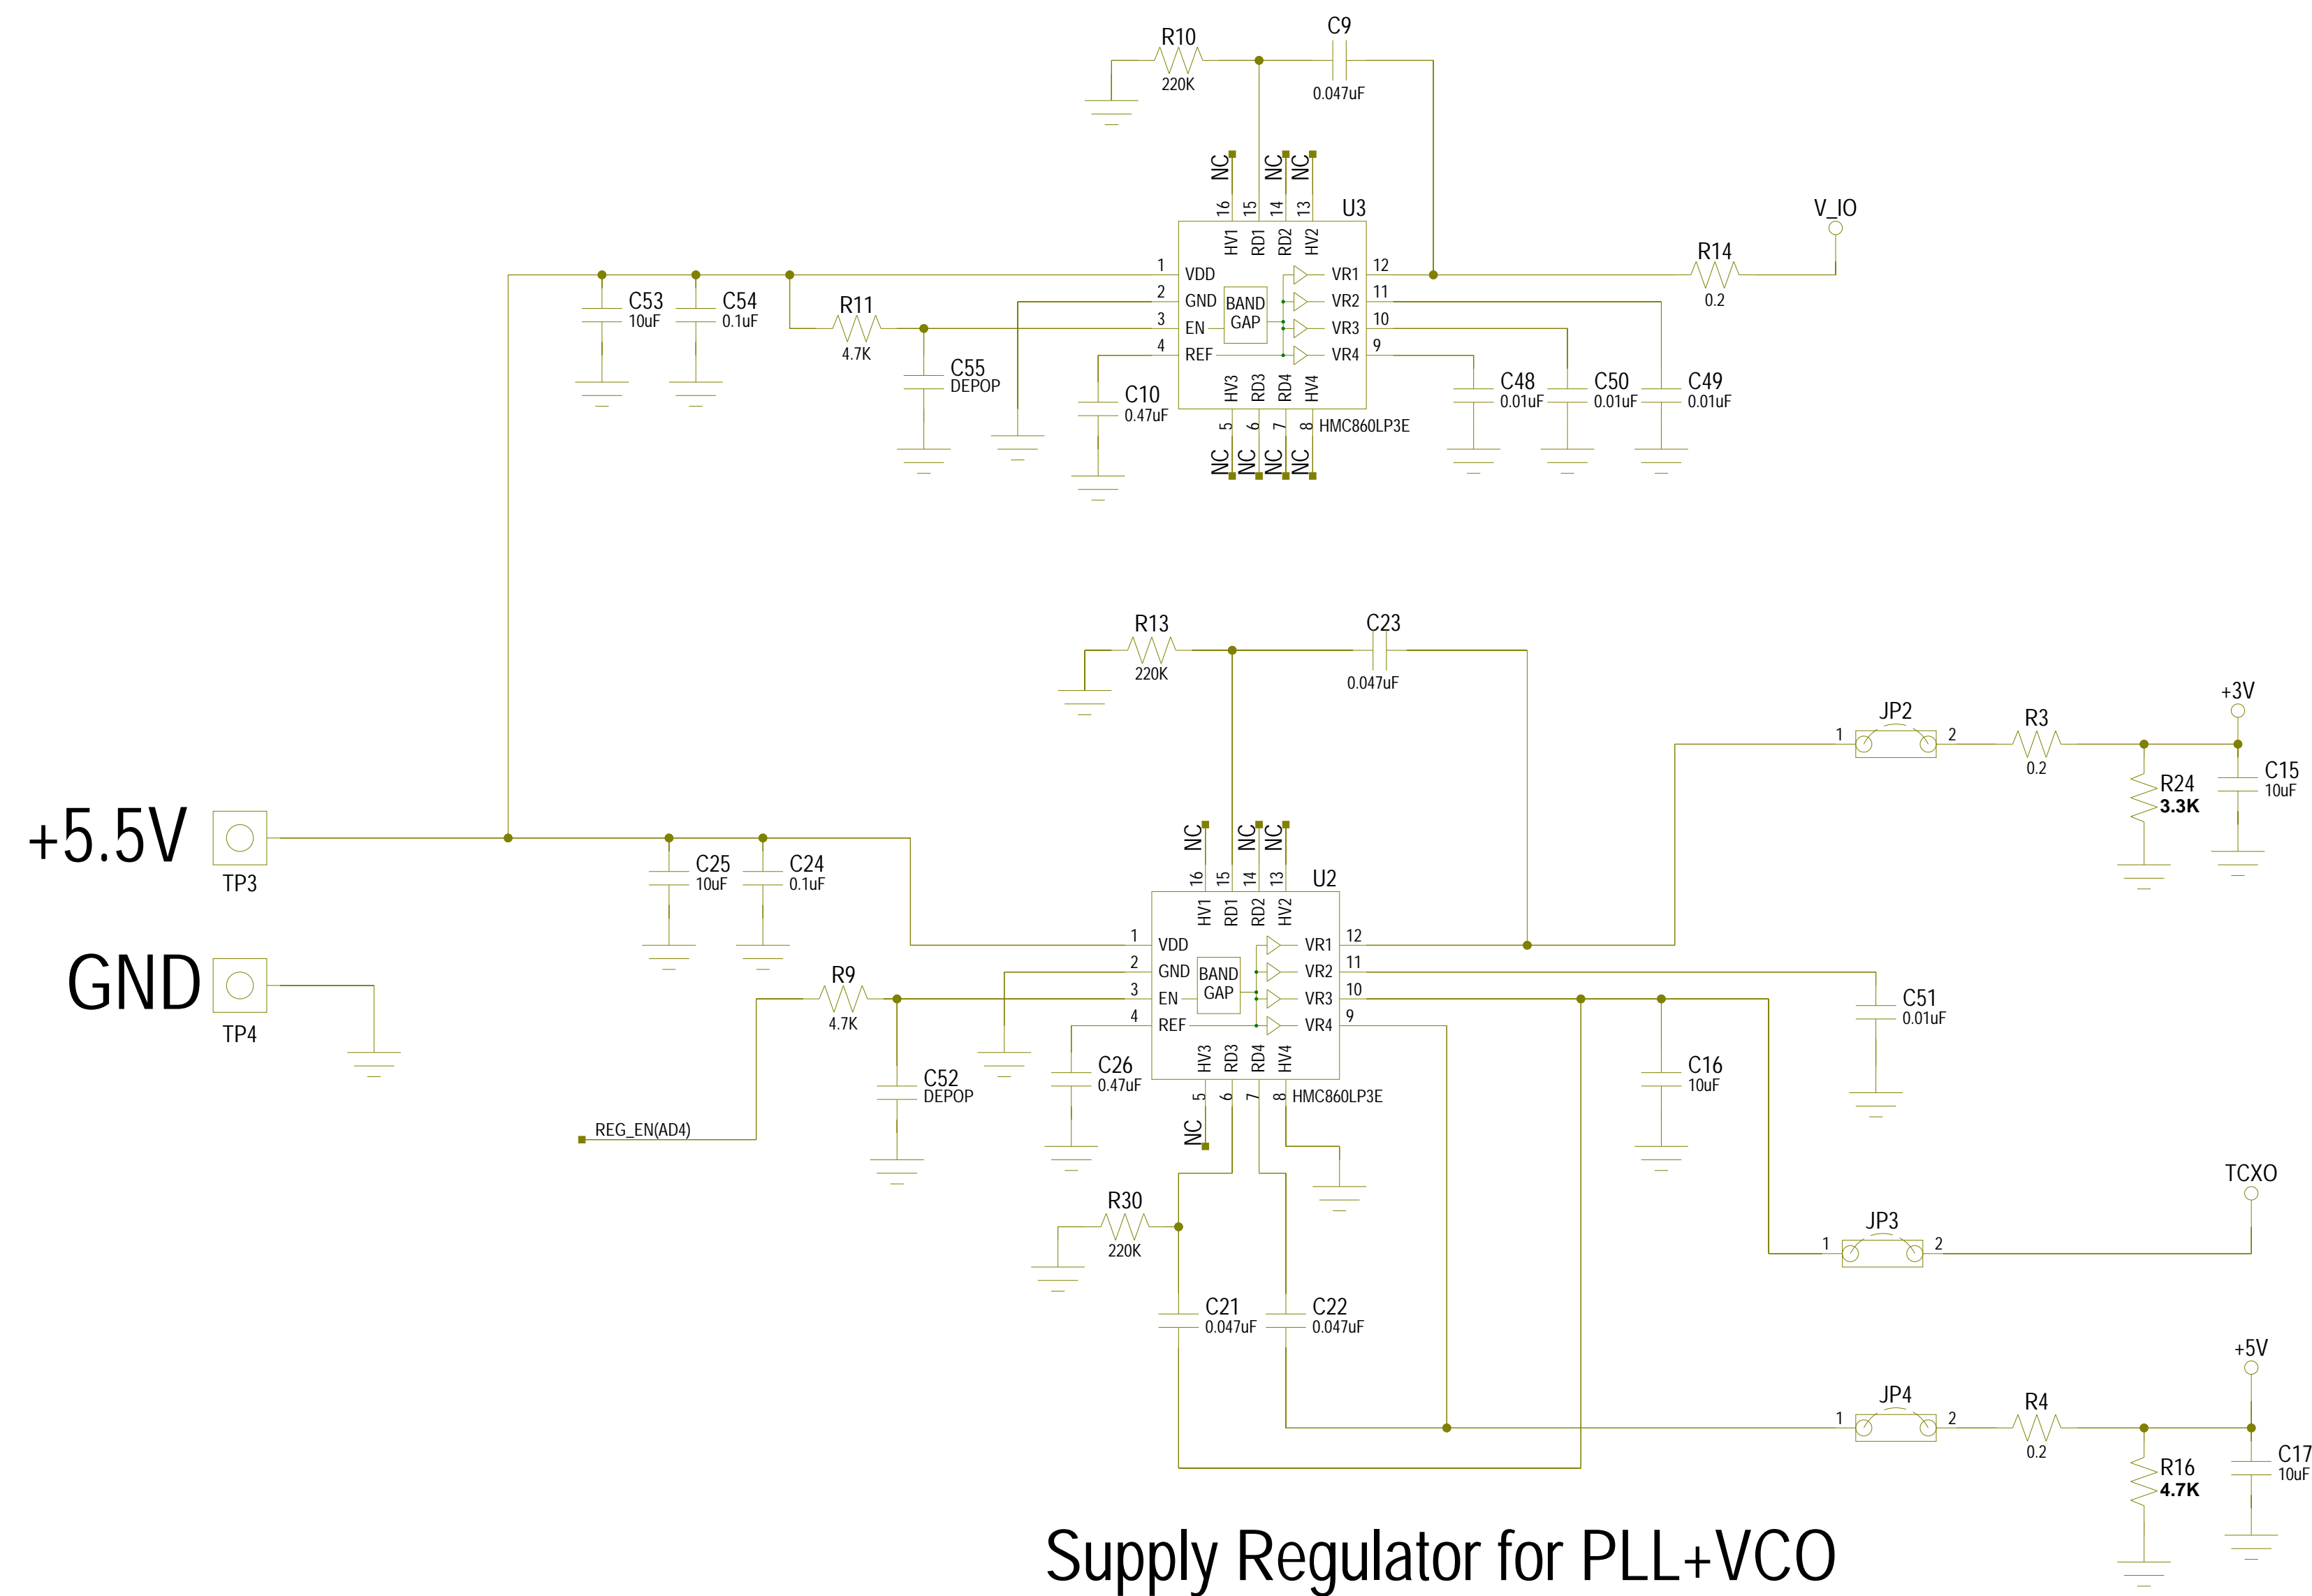 C9
R10
220K
0.047uF
NC
NC
NC
16
15
14
13
U3
HV1
RD1
RD2
HV2
V_IO
R14
0.2
1
VDD
VR1
12
2
GND
VR2
11
3
EN
VR3
10
4
REF
VR4
9
BAND
GAP
C53
10uF
C54
0.1uF
R11
4.7K
C55
DEPOP
C10
0.47uF
HV3
RD3
RD4
HV4
5
6
7
8
HMC860LP3E
NC
NC
NC
NC
C48
0.01uF
C50
0.01uF
C49
0.01uF
R13
220K
C23
0.047uF
+3V
JP2
1
2
R3
0.2
R24
3.3K
C15
10uF
+5.5V
TP3
GND
TP4
C25
10uF
C24
0.1uF
NC
NC
NC
16
15
14
13
U2
HV1
RD1
RD2
HV2
1
VDD
VR1
12
2
GND
VR2
11
3
EN
VR3
10
4
REF
VR4
9
BAND
GAP
R9
4.7K
C52
DEPOP
REG_EN(AD4)
C26
0.47uF
HV3
RD3
RD4
HV4
5
6
7
8
HMC860LP3E
NC
C51
0.01uF
C16
10uF
R30
220K
C21
0.047uF
C22
0.047uF
TCXO
JP3
1
2
+5V
JP4
1
2
R4
0.2
R16
4.7K
C17
10uF
Supply Regulator for PLL+VCO